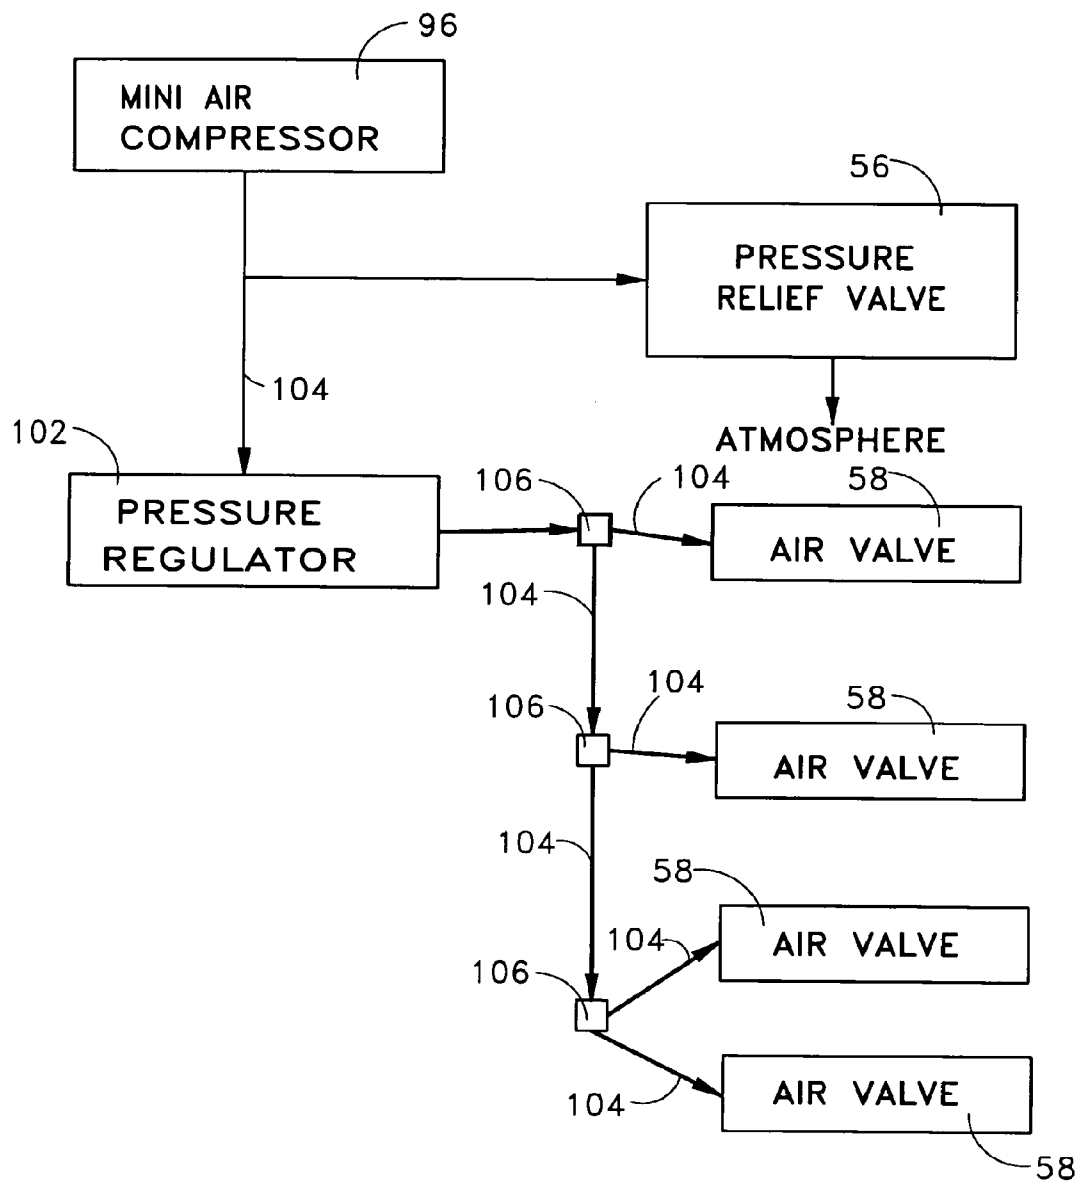 96
MINI AIR
COMPRESSOR
56
PRESSURE
RELIEF VALVE
104
ATMOSPHERE
102
PRESSURE
REGULATOR
106
104
58
AIR VALVE
104
106
104
58
AIR VALVE
104
58
104
AIR VALVE
106
104
AIR VALVE
58